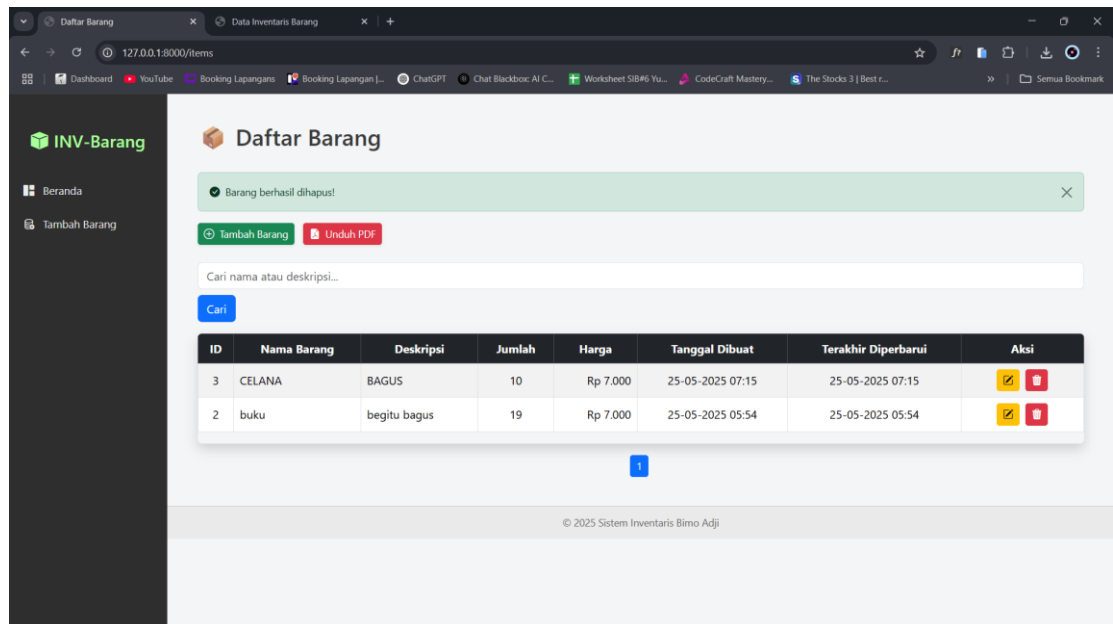 Daftar Barang
Data Inventaris Barang
127.0.0.1:8000/items
Dashboard YouTube Booking Lapangans Booking Lapangan |... ChatGPT Chat Blackbox: AI C... Worksheet SIB#6 Yu... CodeCraft Mastery... The Stocks 3 | Best r... » Semua Bookmark
INV-Barang
Beranda
Tambah Barang
Daftar Barang
Barang berhasil dihapus!
Tambah Barang Unduh PDF
Cari nama atau deskripsi...
Cari
ID Nama Barang Deskripsi Jumlah Harga Tanggal Dibuat Terakhir Diperbarui Aksi
3 CELANA BAGUS 10 Rp 7.000 25-05-2025 07:15 25-05-2025 07:15
2 buku begitu bagus 19 Rp 7.000 25-05-2025 05:54 25-05-2025 05:54
1
© 2025 Sistem Inventaris Bimo Adji